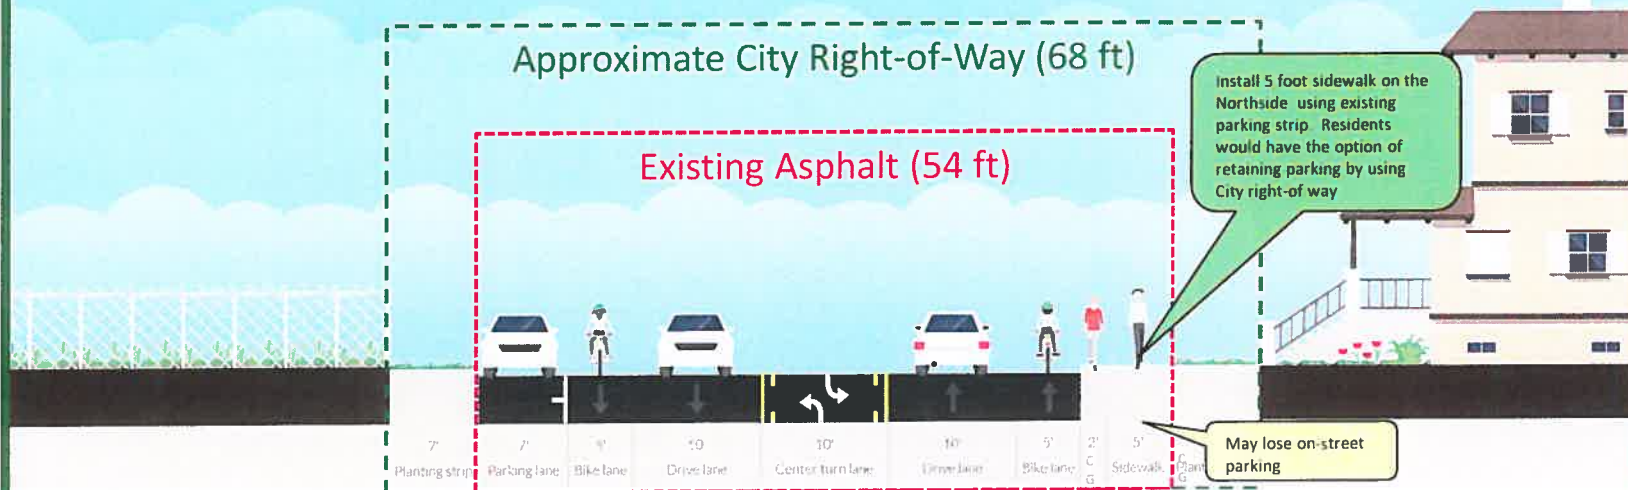 Approximate City Right-of-Way (68 ft)
Install 5 foot sidewalk on the
Northside using existing
parking strip Residents
would have the option of
retaining parking by using
City right-of way
Existing Asphalt (54 ft)
7' 7' 10' 10' 5' 2' 5'
Planting strip Parking lane Bike lane Drive lane Center turn lane Drive lane Bike lane C G Sidewalk C G
May lose on-street
parking